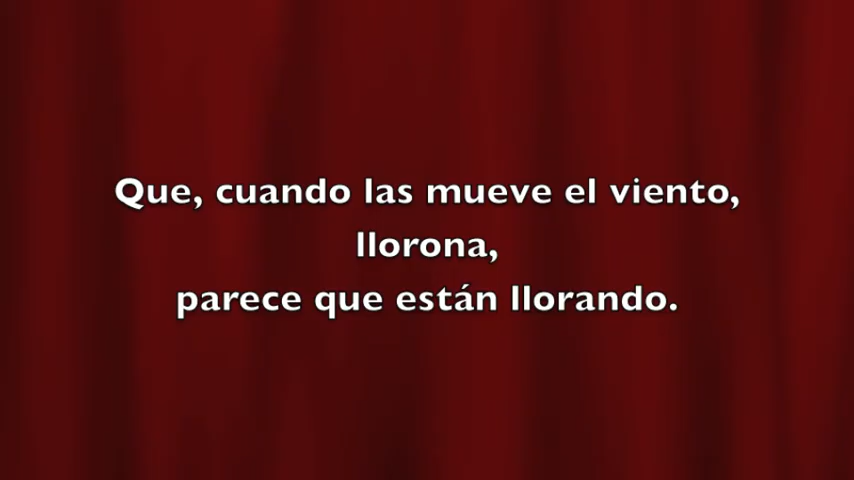 Que, cuando las mueve el viento,
llorona,
parece que están llorando.